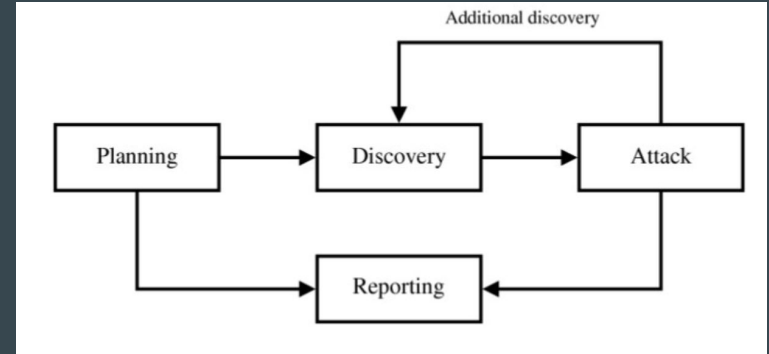 Additional discovery
Planning
Discovery
Attack
Reporting